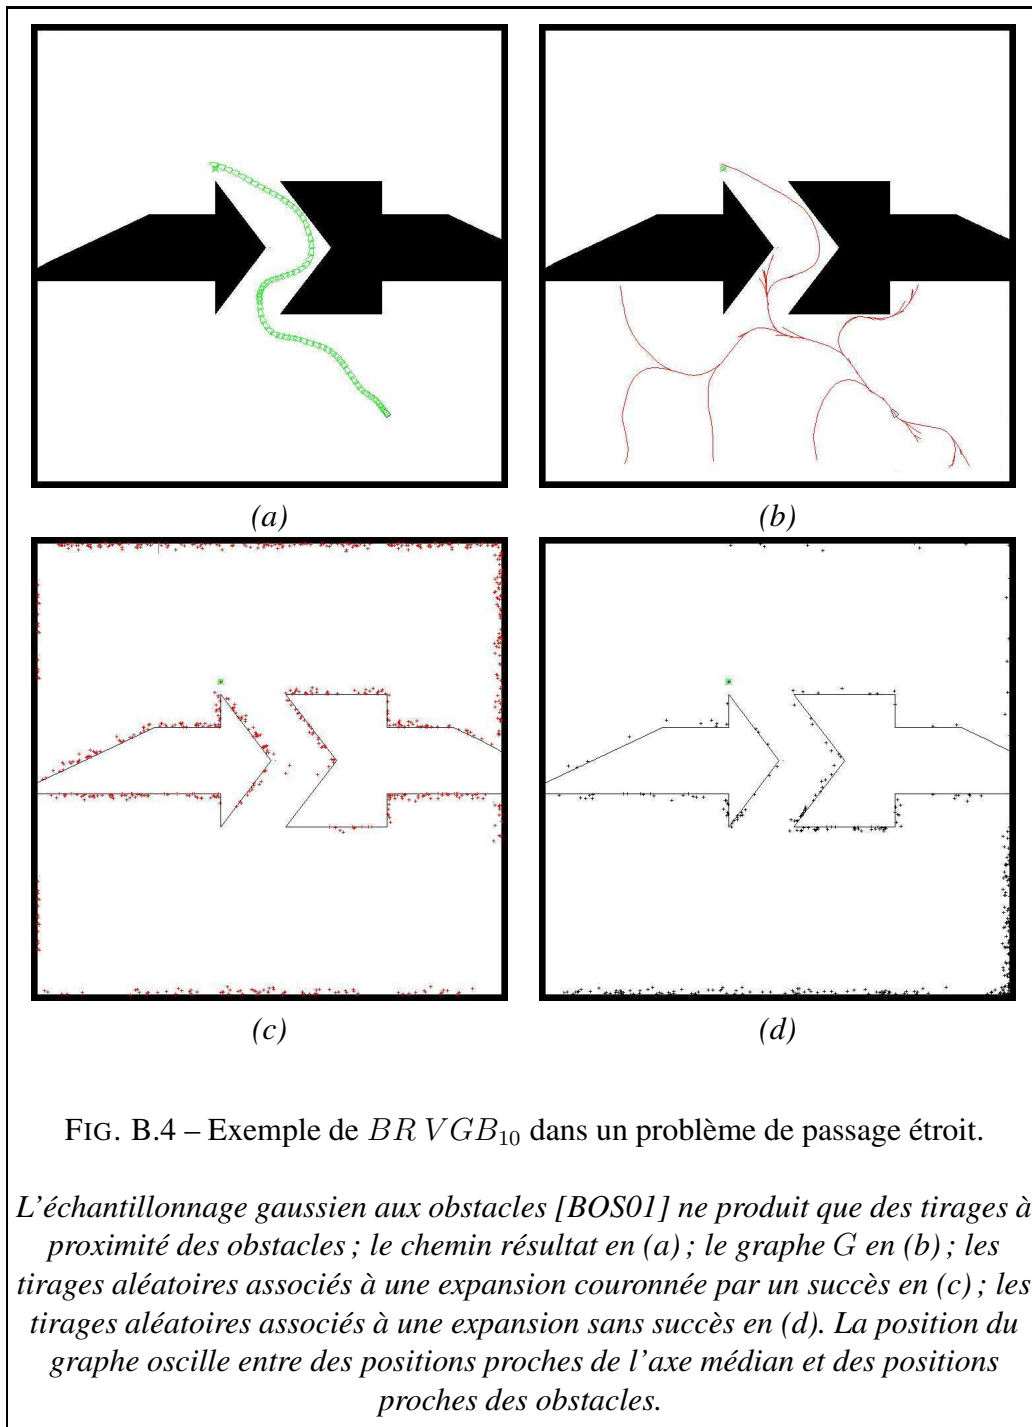 (a)
(b)
(c)
(d)
FIG. B.4 – Exemple de BRVGB10 dans un problème de passage étroit.
L'échantillonnage gaussien aux obstacles [BOS01] ne produit que des tirages à
proximité des obstacles ; le chemin résultat en (a) ; le graphe G en (b) ; les
tirages aléatoires associés à une expansion couronnée par un succès en (c) ; les
tirages aléatoires associés à une expansion sans succès en (d). La position du
graphe oscille entre des positions proches de l'axe médian et des positions
proches des obstacles.